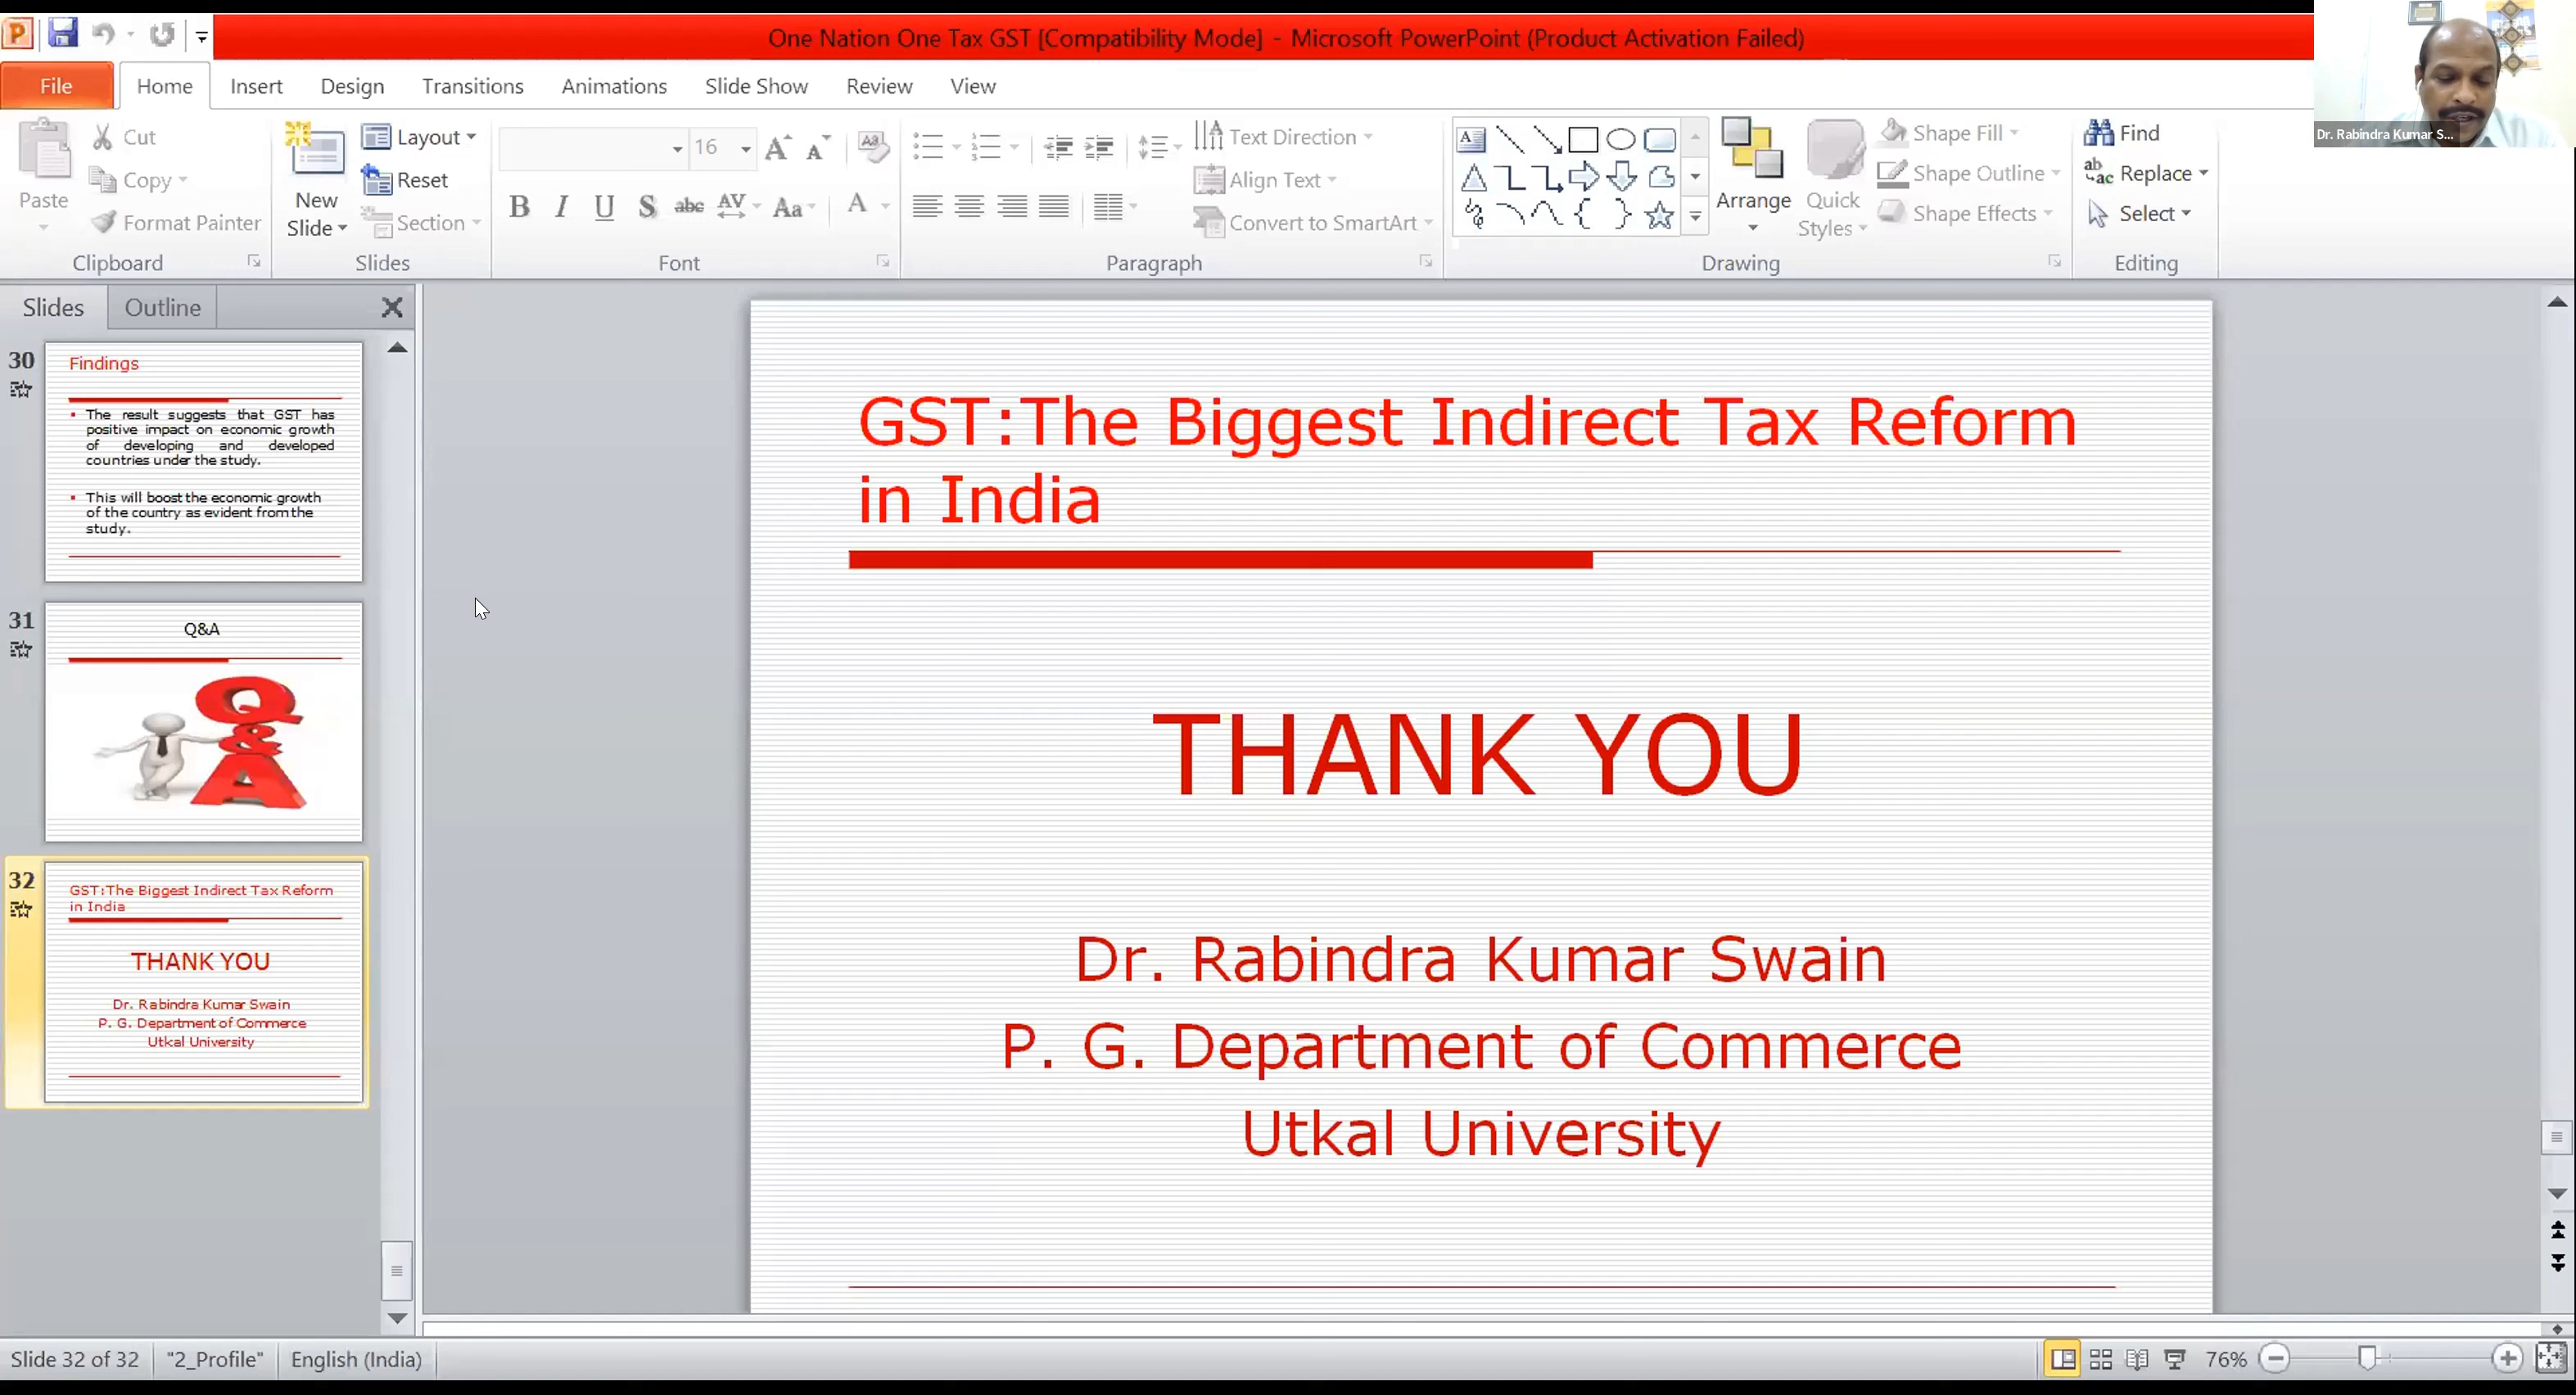 One Nation One Tax GST [Compatibility Mode] - Microsoft PowerPoint (Product Activation Failed)
File Home Insert Design Transitions Animations Slide Show Review View
Paste
Cut
Copy
Format Painter
Clipboard
New
Slide
Layout
Reset
Section
Slides
16
B I U S abc AV Aa A
Font
Text Direction
Align Text
Convert to SmartArt
Paragraph
Arrange
Quick
Styles
Shape Fill
Shape Outline
Shape Effects
Drawing
Find
Replace
Select
Editing
Dr. Rabindra Kumar S...
Slides Outline
30
Findings
The result suggests that GST has
positive impact on economic growth
of developing and developed
countries under the study.
This will boost the economic growth
of the country as evident from the
study.
31
Q&A
Q
&
A
32
GST:The Biggest Indirect Tax Reform
in India
THANK YOU
Dr. Rabindra Kumar Swain
P. G. Department of Commerce
Utkal University
GST:The Biggest Indirect Tax Reform
in India
THANK YOU
Dr. Rabindra Kumar Swain
P. G. Department of Commerce
Utkal University
Slide 32 of 32 "2_Profile" English (India) 76%